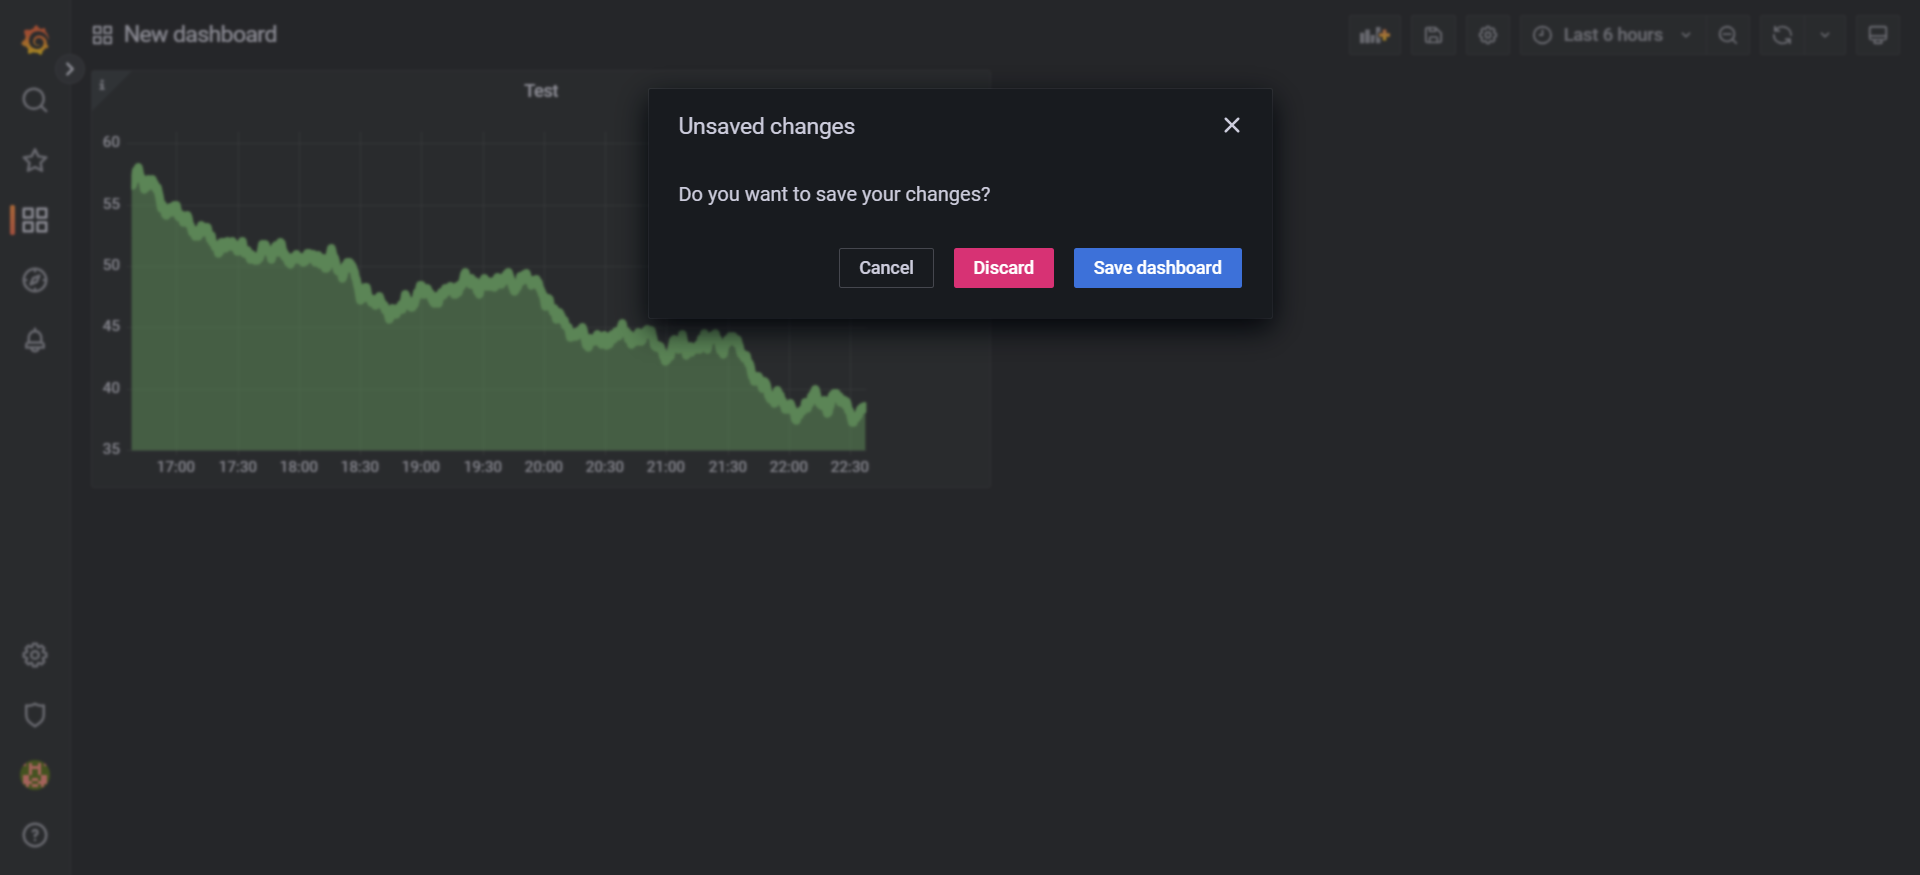 New dashboard
Last 6 hours
i
Test
60
55
50
45
40
35
17:00 17:30 18:00 18:30 19:00 19:30 20:00 20:30 21:00 21:30 22:00 22:30
Unsaved changes
Do you want to save your changes?
Cancel Discard Save dashboard